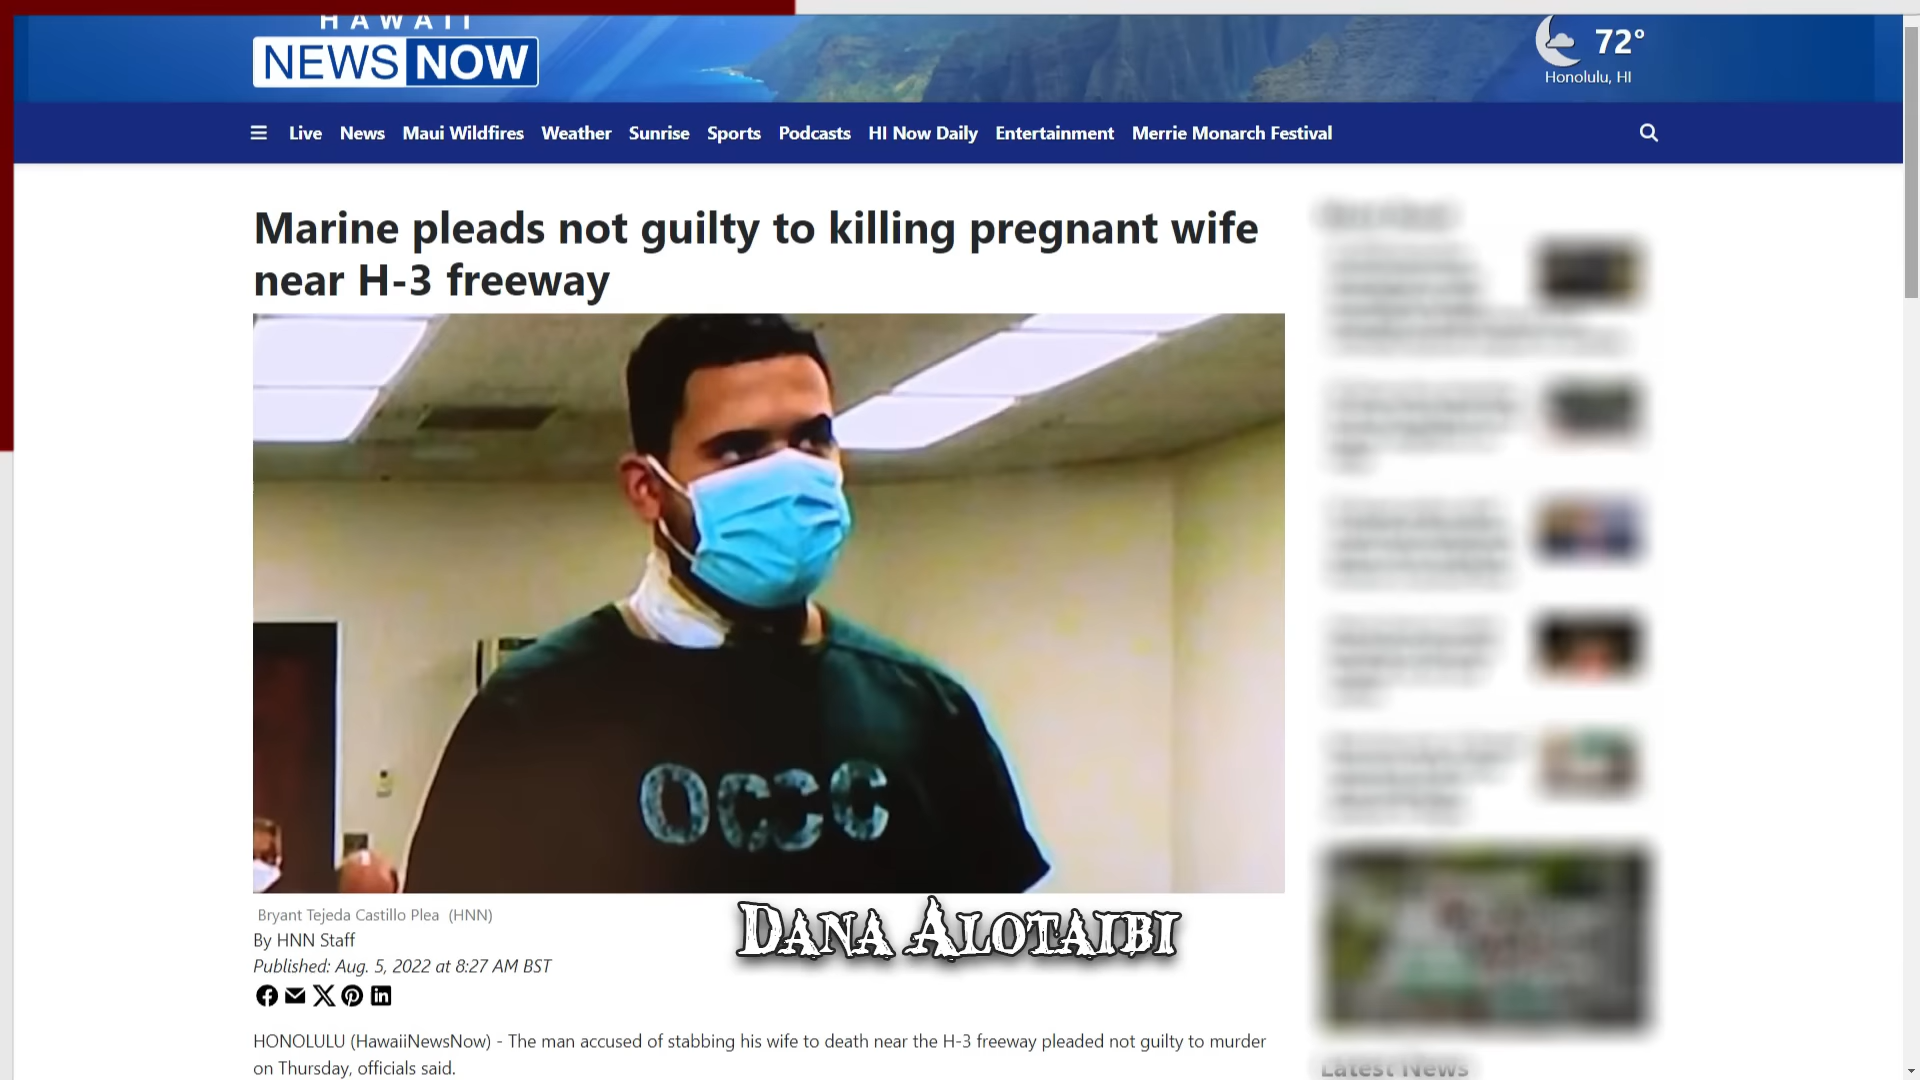 HAWAII
NEWS NOW
72°
Honolulu, HI
Live News Maui Wildfires Weather Sunrise Sports Podcasts HI Now Daily Entertainment Merrie Monarch Festival
Marine pleads not guilty to killing pregnant wife
near H-3 freeway
OCCC
Bryant Tejeda Castillo Plea (HNN)
Dana Alotaibi
By HNN Staff
Published: Aug. 5, 2022 at 8:27 AM BST
HONOLULU (HawaiiNewsNow) - The man accused of stabbing his wife to death near the H-3 freeway pleaded not guilty to murder
on Thursday, officials said.
Latest News